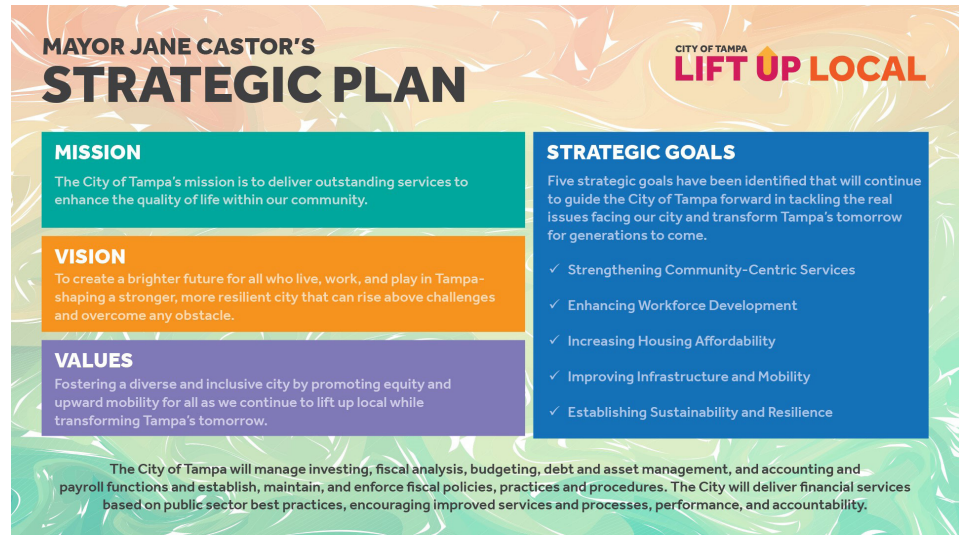 MAYOR JANE CASTOR'S
STRATEGIC PLAN
CITY OF TAMPA
LIFT UP LOCAL
MISSION
The City of Tampa's mission is to deliver outstanding services to
enhance the quality of life within our community.
VISION
To create a brighter future for all who live, work, and play in Tampa-
shaping a stronger, more resilient city that can rise above challenges
and overcome any obstacle.
VALUES
Fostering a diverse and inclusive city by promoting equity and
upward mobility for all as we continue to lift up local while
transforming Tampa's tomorrow.
STRATEGIC GOALS
Five strategic goals have been identified that will continue
to guide the City of Tampa forward in tackling the real
issues facing our city and transform Tampa's tomorrow
for generations to come.
✓ Strengthening Community-Centric Services
✓ Enhancing Workforce Development
✓ Increasing Housing Affordability
✓ Improving Infrastructure and Mobility
✓ Establishing Sustainability and Resilience
The City of Tampa will manage investing, fiscal analysis, budgeting, debt and asset management, and accounting and
payroll functions and establish, maintain, and enforce fiscal policies, practices and procedures. The City will deliver financial services
based on public sector best practices, encouraging improved services and processes, performance, and accountability.